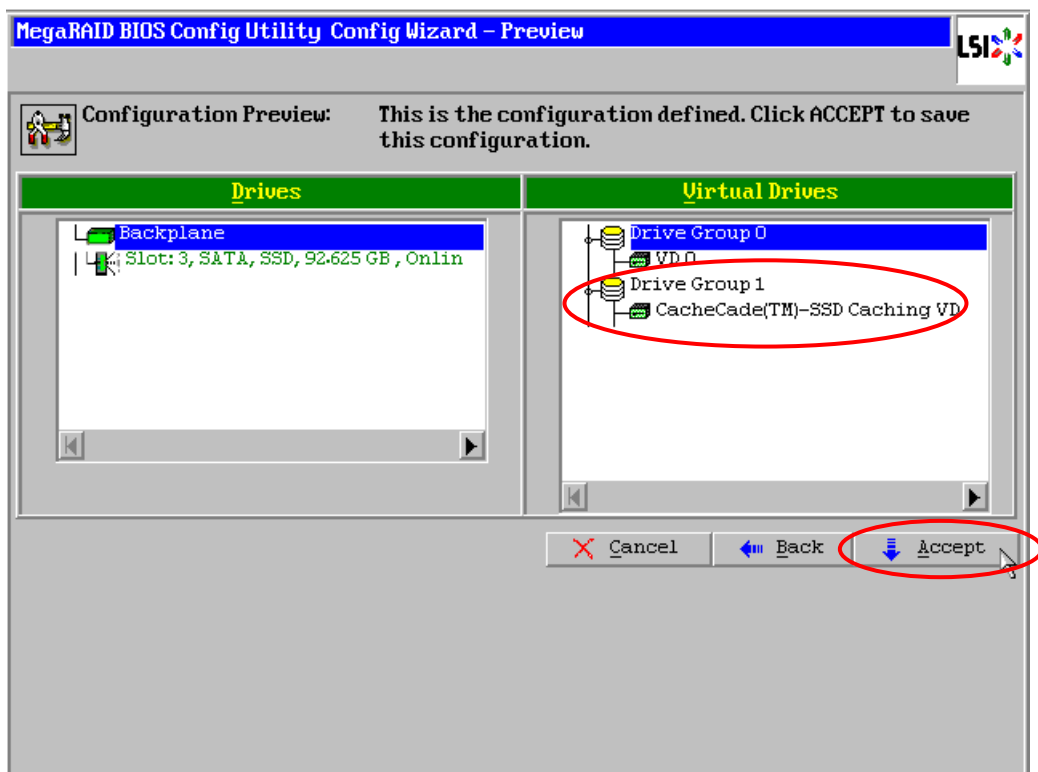 MegaRAID BIOS Config Utility Config Wizard – Preview
LSI
Configuration Preview:
This is the configuration defined. Click ACCEPT to save
this configuration.
Drives
Virtual Drives
Backplane
Slot: 3, SATA, SSD, 92.625 GB , Onlin
Drive Group 0
VD 0
Drive Group 1
CacheCade(TM)-SSD Caching VD
Cancel
Back
Accept